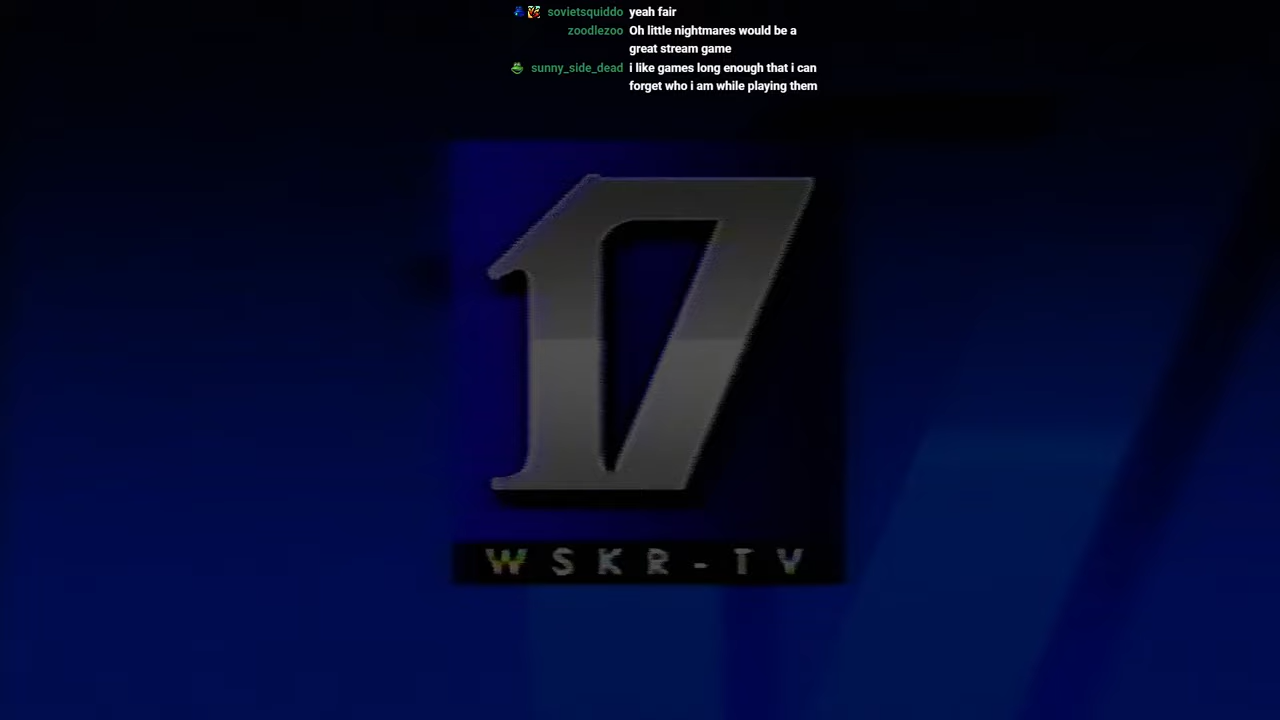 sovietsquiddo yeah fair
zoodlezoo Oh little nightmares would be a
great stream game
sunny_side_dead i like games long enough that i can
forget who i am while playing them
17
WSKR-TV